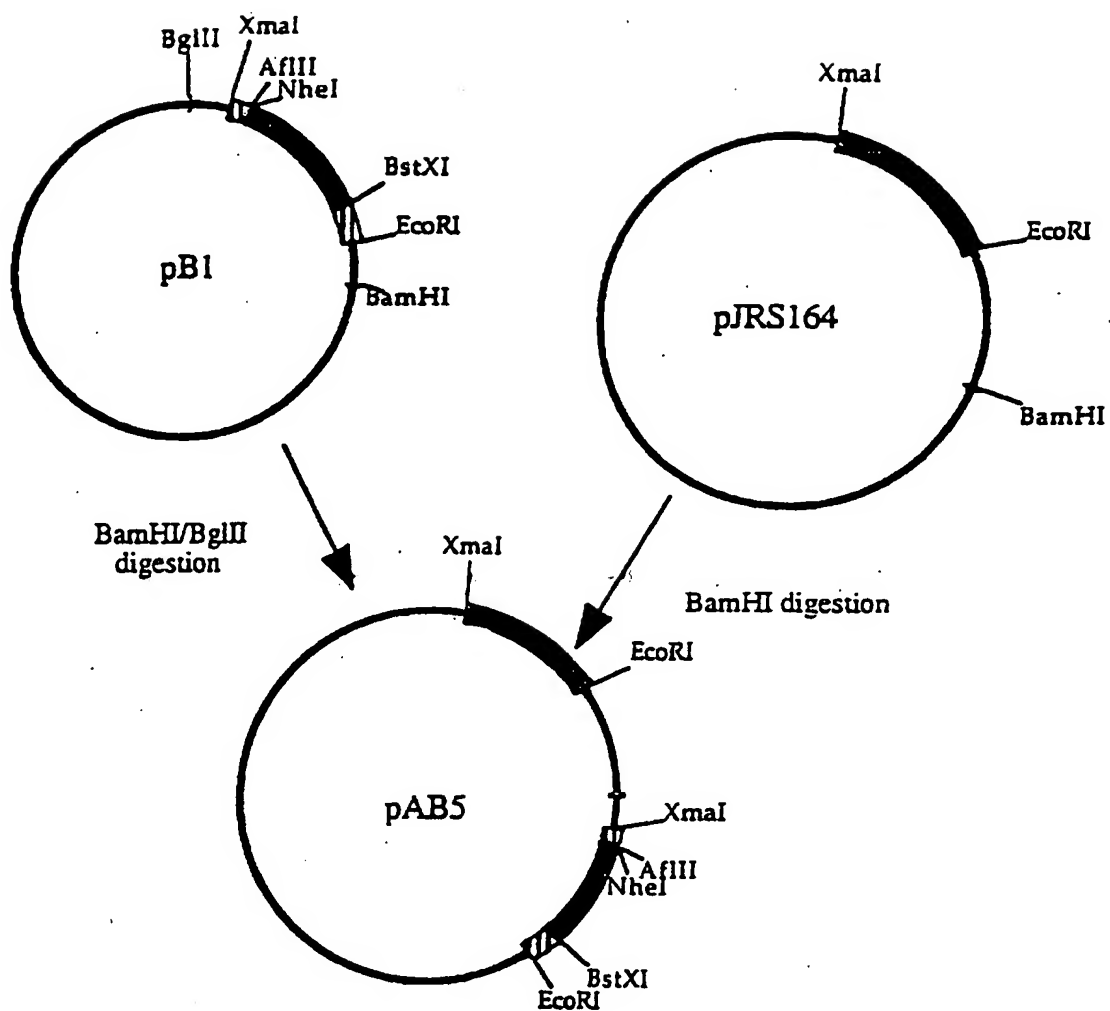 BglII
XmaI
AflII
NheI
BstXI
EcoRI
BamHI
pB1
XmaI
EcoRI
BamHI
pJRS164
BamHI/BglII
digestion
BamHI digestion
XmaI
EcoRI
pAB5
XmaI
AflII
NheI
BstXI
EcoRI